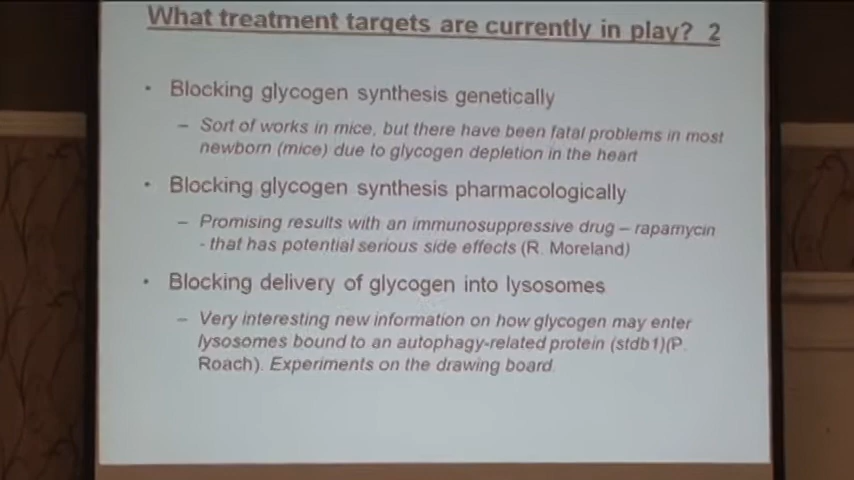 What treatment targets are currently in play? 2
• Blocking glycogen synthesis genetically
– Sort of works in mice, but there have been fatal problems in most
newborn (mice) due to glycogen depletion in the heart
• Blocking glycogen synthesis pharmacologically
– Promising results with an immunosuppressive drug – rapamycin
- that has potential serious side effects (R. Moreland)
• Blocking delivery of glycogen into lysosomes
– Very interesting new information on how glycogen may enter
lysosomes bound to an autophagy-related protein (stdb1)(P.
Roach). Experiments on the drawing board.